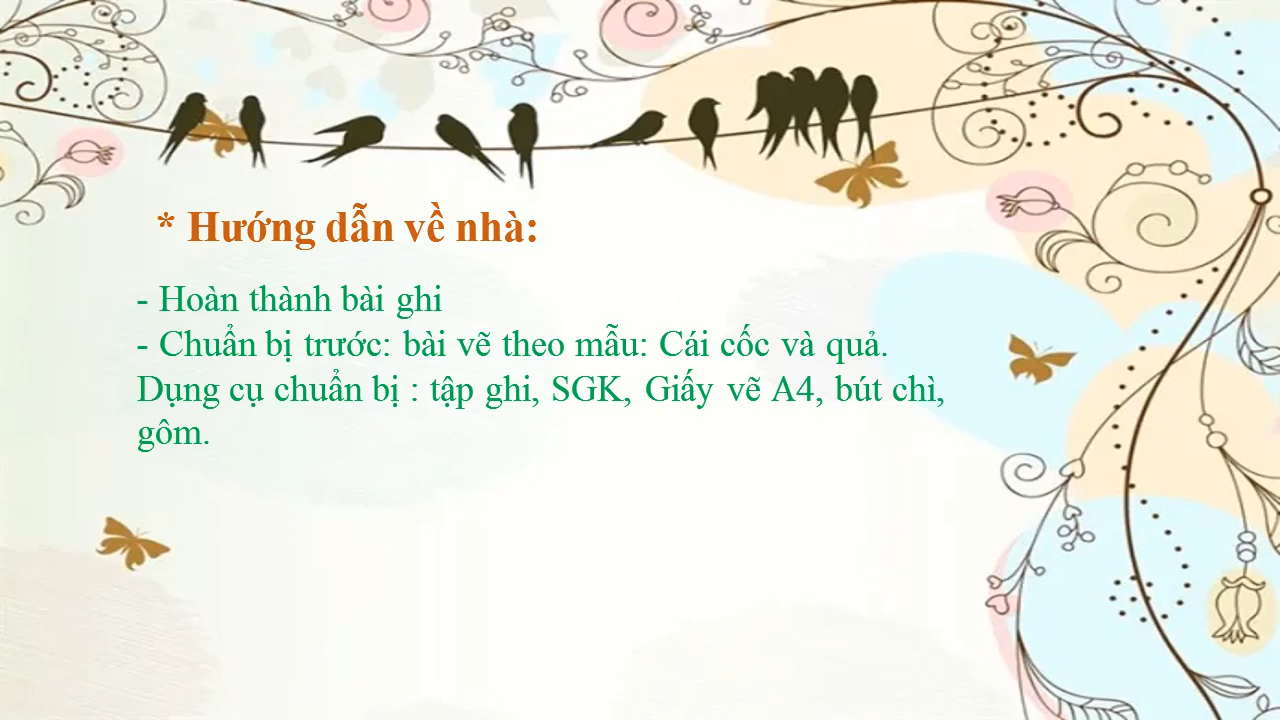 * Hướng dẫn về nhà:
- Hoàn thành bài ghi
- Chuẩn bị trước: bài vẽ theo mẫu: Cái cốc và quả.
Dụng cụ chuẩn bị : tập ghi, SGK, Giấy vẽ A4, bút chì,
gôm.